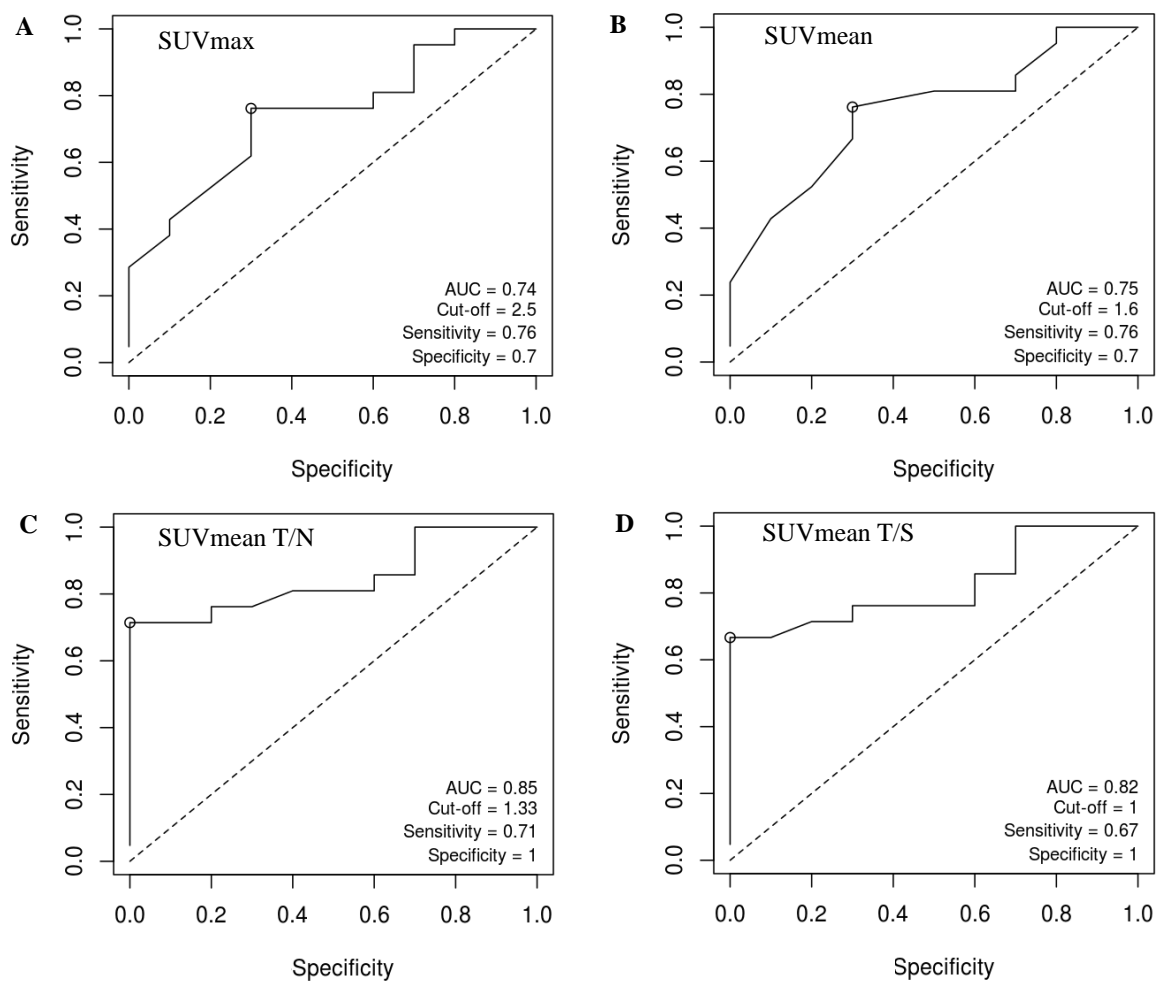 A
SUVmax
1.0
0.8
0.6
0.4
0.2
0.0
Sensitivity
AUC = 0.74
Cut-off = 2.5
Sensitivity = 0.76
Specificity = 0.7
0.0 0.2 0.4 0.6 0.8 1.0
Specificity
B
SUVmean
1.0
0.8
0.6
0.4
0.2
0.0
Sensitivity
AUC = 0.75
Cut-off = 1.6
Sensitivity = 0.76
Specificity = 0.7
0.0 0.2 0.4 0.6 0.8 1.0
Specificity
C
SUVmean T/N
1.0
0.8
0.6
0.4
0.2
0.0
Sensitivity
AUC = 0.85
Cut-off = 1.33
Sensitivity = 0.71
Specificity = 1
0.0 0.2 0.4 0.6 0.8 1.0
Specificity
D
SUVmean T/S
1.0
0.8
0.6
0.4
0.2
0.0
Sensitivity
AUC = 0.82
Cut-off = 1
Sensitivity = 0.67
Specificity = 1
0.0 0.2 0.4 0.6 0.8 1.0
Specificity